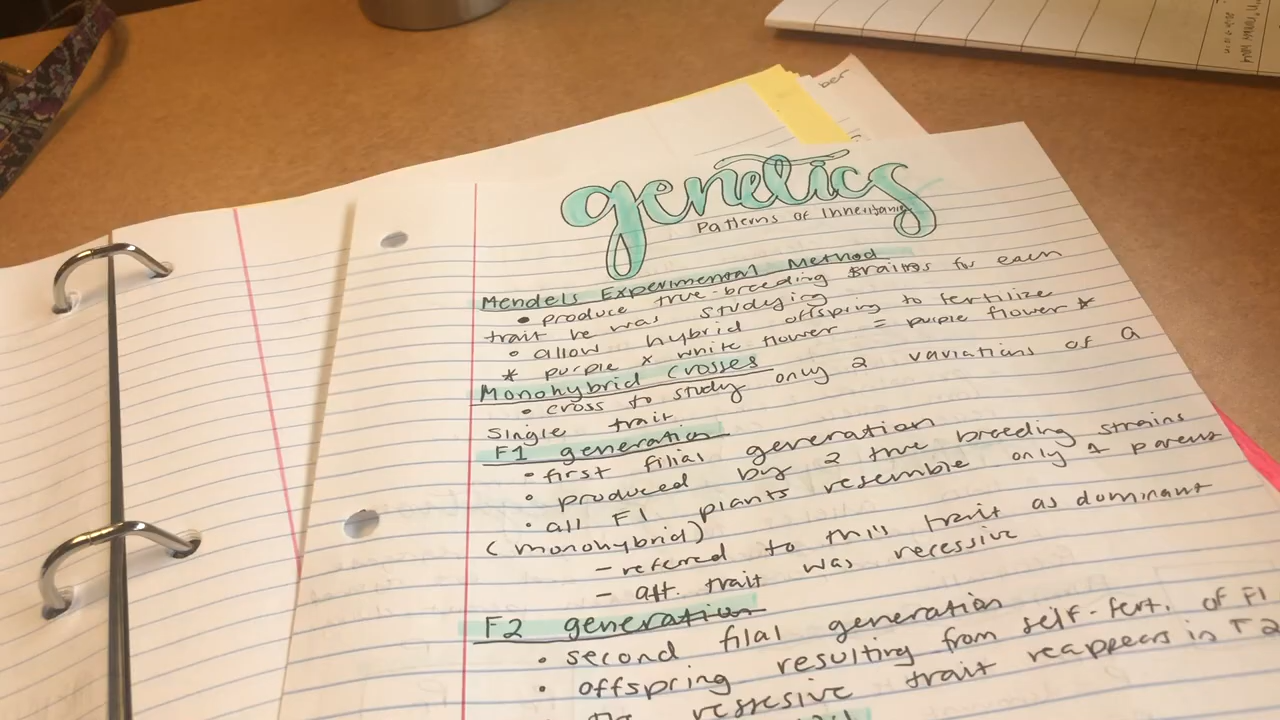 ber
genetics
Patterns of Inheritance
Mendels Experimental Method
• produce true-breeding strains for each
trait he was studying
• allow hybrid offspring to fertilize
* purple x white flower = purple flower *
Monohybrid Crosses
• cross to study only 2 variations of a
single trait
F1 generation
• first filial generation
• produced by 2 true breeding strains
• all F1 plants resemble only 1 parent
(monohybrid)
- referred to this trait as dominant
- alt. trait was recessive
F2 generation
• second filal generation
• offspring resulting from self-fert. of F1
the ressesive trait reappears in F2